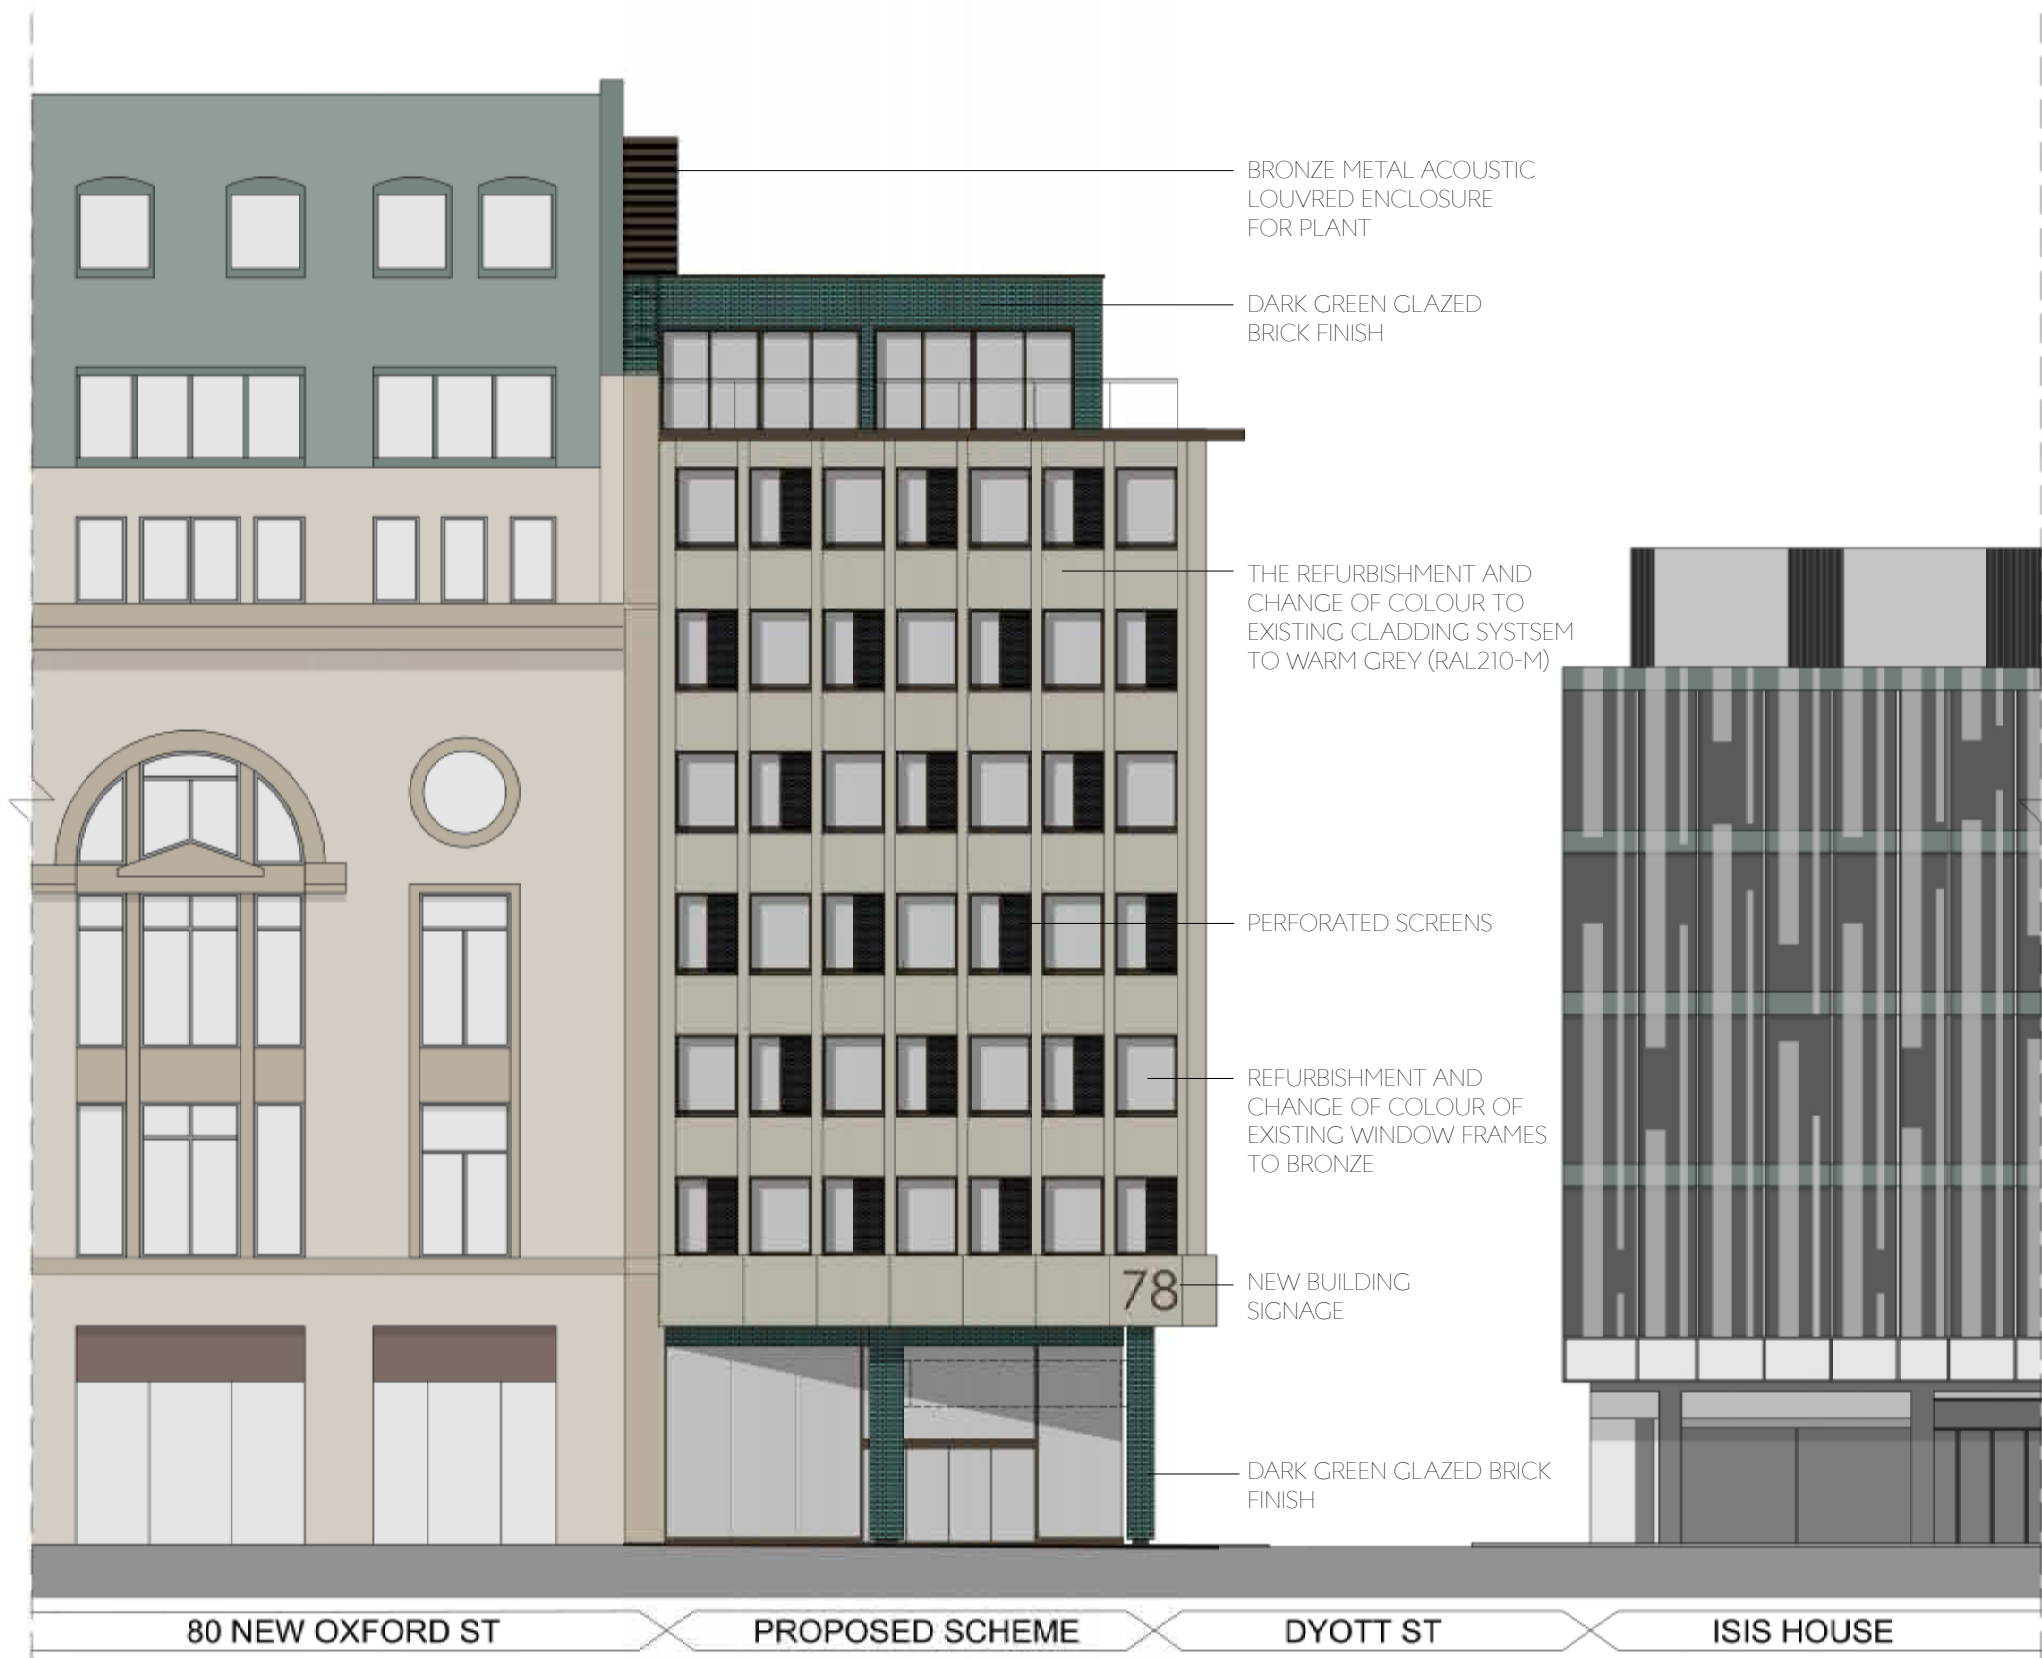 BRONZE METAL ACOUSTIC
LOUVRED ENCLOSURE
FOR PLANT
DARK GREEN GLAZED
BRICK FINISH
THE REFURBISHMENT AND
CHANGE OF COLOUR TO
EXISTING CLADDING SYSTSEM
TO WARM GREY (RAL210-M)
PERFORATED SCREENS
REFURBISHMENT AND
CHANGE OF COLOUR OF
EXISTING WINDOW FRAMES
TO BRONZE
78
NEW BUILDING
SIGNAGE
DARK GREEN GLAZED BRICK
FINISH
80 NEW OXFORD ST
PROPOSED SCHEME
DYOTT ST
ISIS HOUSE